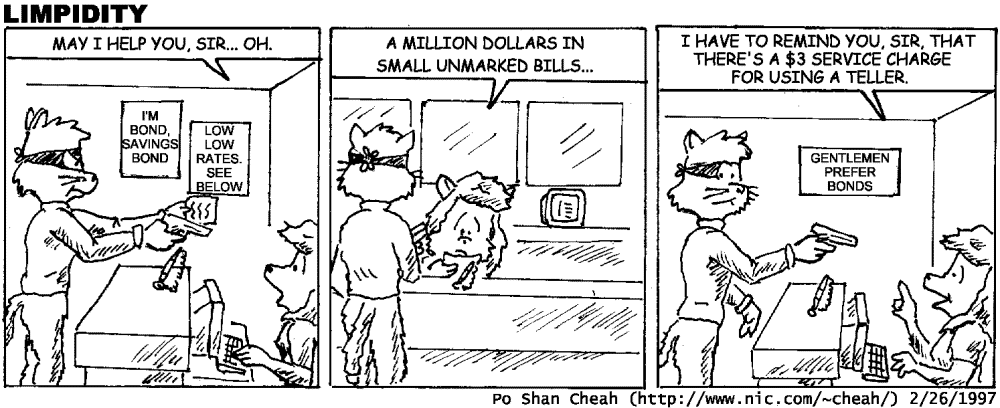 LIMPIDITY
MAY I HELP YOU, SIR... OH.
I'M
BOND,
SAVINGS
BOND
LOW
LOW
RATES.
SEE
BELOW
A MILLION DOLLARS IN
SMALL UNMARKED BILLS...
I HAVE TO REMIND YOU, SIR, THAT
THERE'S A $3 SERVICE CHARGE
FOR USING A TELLER.
GENTLEMEN
PREFER
BONDS
Po Shan Cheah (http://www.nic.com/~cheah/) 2/26/1997